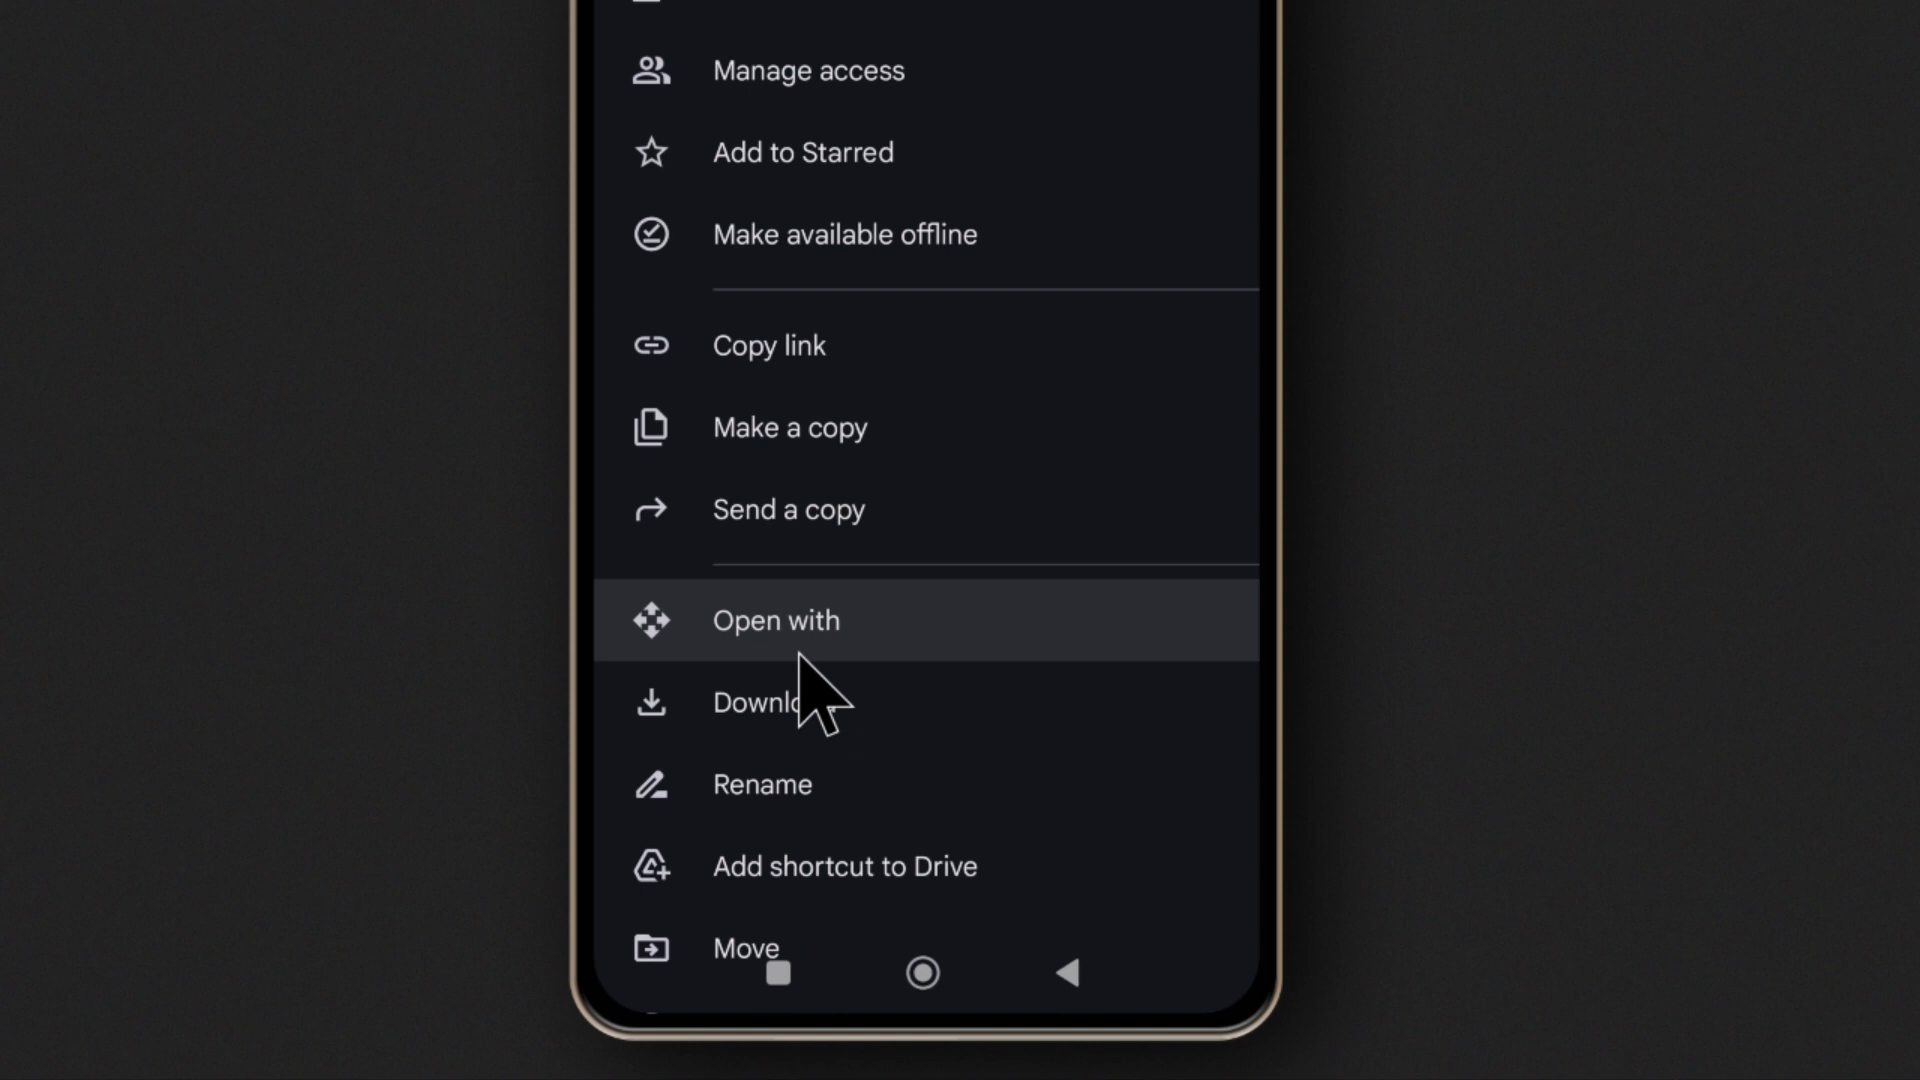 Manage access
Add to Starred
Make available offline
Copy link
Make a copy
Send a copy
Open with
Rename
Add shortcut to Drive
Move